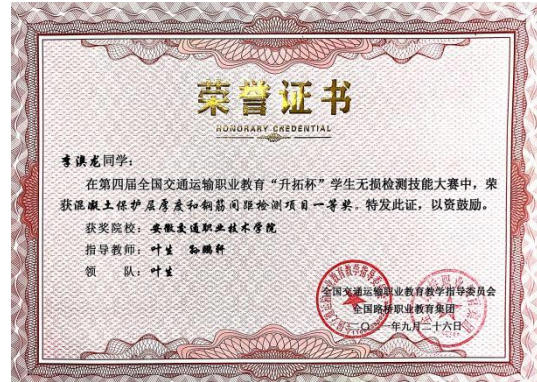 荣誉证书
HONORARY CREDENTIAL
李淏龙同学：
在第四届全国交通运输职业教育“升拓杯”学生无损检测技能大赛中，荣
获混凝土保护层厚度和钢筋间距检测项目一等奖。特发此证，以资鼓励。
获奖院校：安徽交通职业技术学院
指导教师：叶生 孙鹏轩
领 队：叶生
全国交通运输职业教育教学指导委员会
全国路桥职业教育集团
二〇二一年九月二十六日